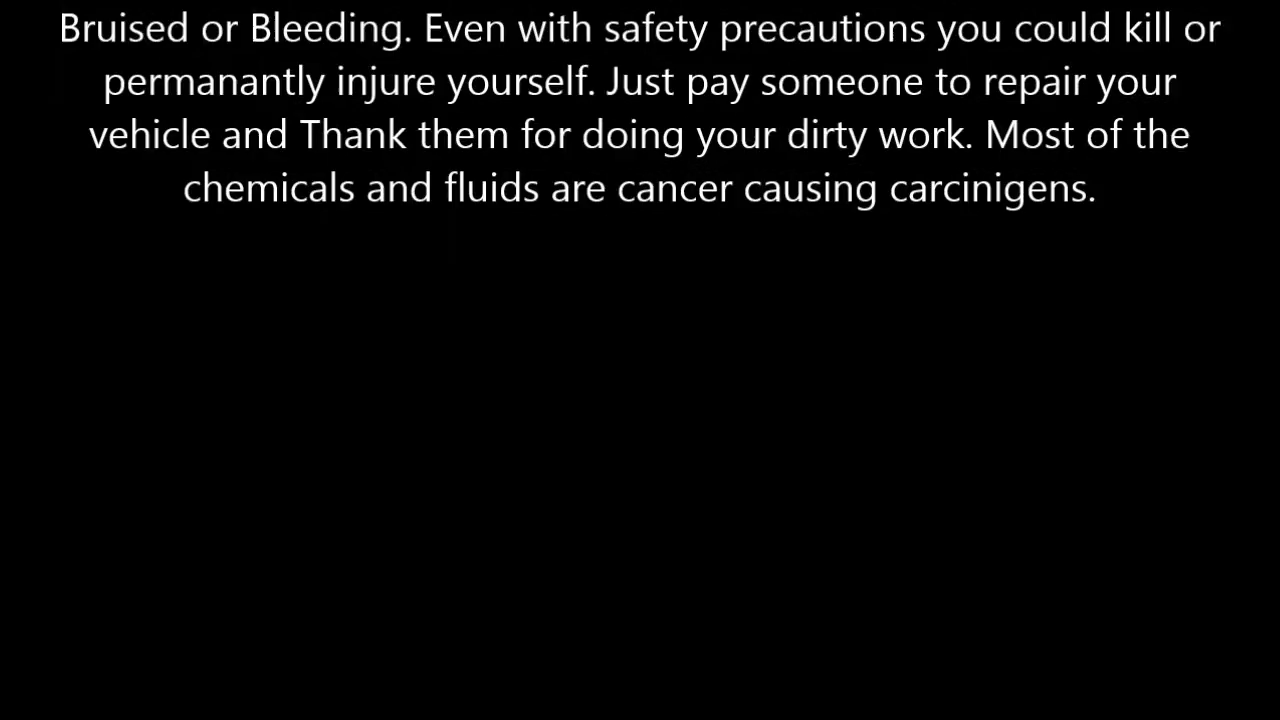 Bruised or Bleeding. Even with safety precautions you could kill or
permanantly injure yourself. Just pay someone to repair your
vehicle and Thank them for doing your dirty work. Most of the
chemicals and fluids are cancer causing carcinigens.